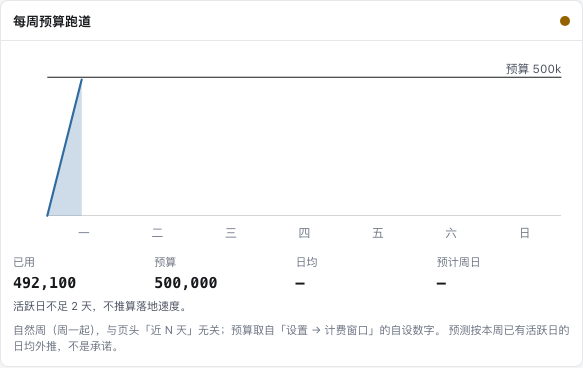 每周预算跑道
预算 500k
一 二 三 四 五 六 日
已用 预算 日均 预计周日
492,100 500,000 — —
活跃日不足 2 天，不推算落地速度。
自然周（周一起），与页头「近 N 天」无关；预算取自「设置 → 计费窗口」的自设数字。 预测按本周已有活跃日的
日均外推，不是承诺。